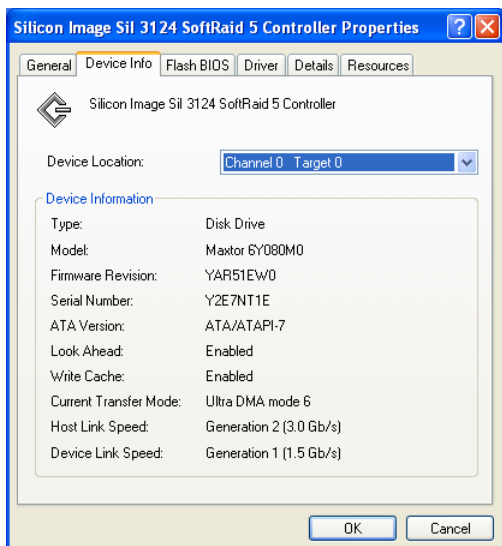 Silicon Image SiI 3124 SoftRaid 5 Controller Properties
General Device Info Flash BIOS Driver Details Resources
Silicon Image SiI 3124 SoftRaid 5 Controller
Device Location: Channel 0 Target 0
Device Information
Type: Disk Drive
Model: Maxtor 6Y080M0
Firmware Revision: YAR51EW0
Serial Number: Y2E7NT1E
ATA Version: ATA/ATAPI-7
Look Ahead: Enabled
Write Cache: Enabled
Current Transfer Mode: Ultra DMA mode 6
Host Link Speed: Generation 2 (3.0 Gb/s)
Device Link Speed: Generation 1 (1.5 Gb/s)
OK Cancel